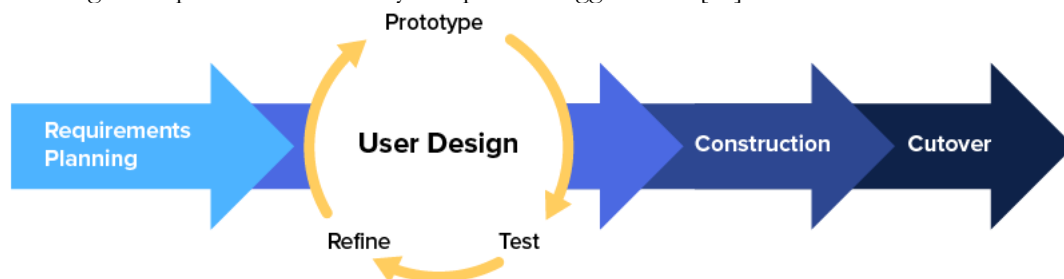 Prototype
Requirements
Planning
User Design
Construction
Cutover
Refine
Test